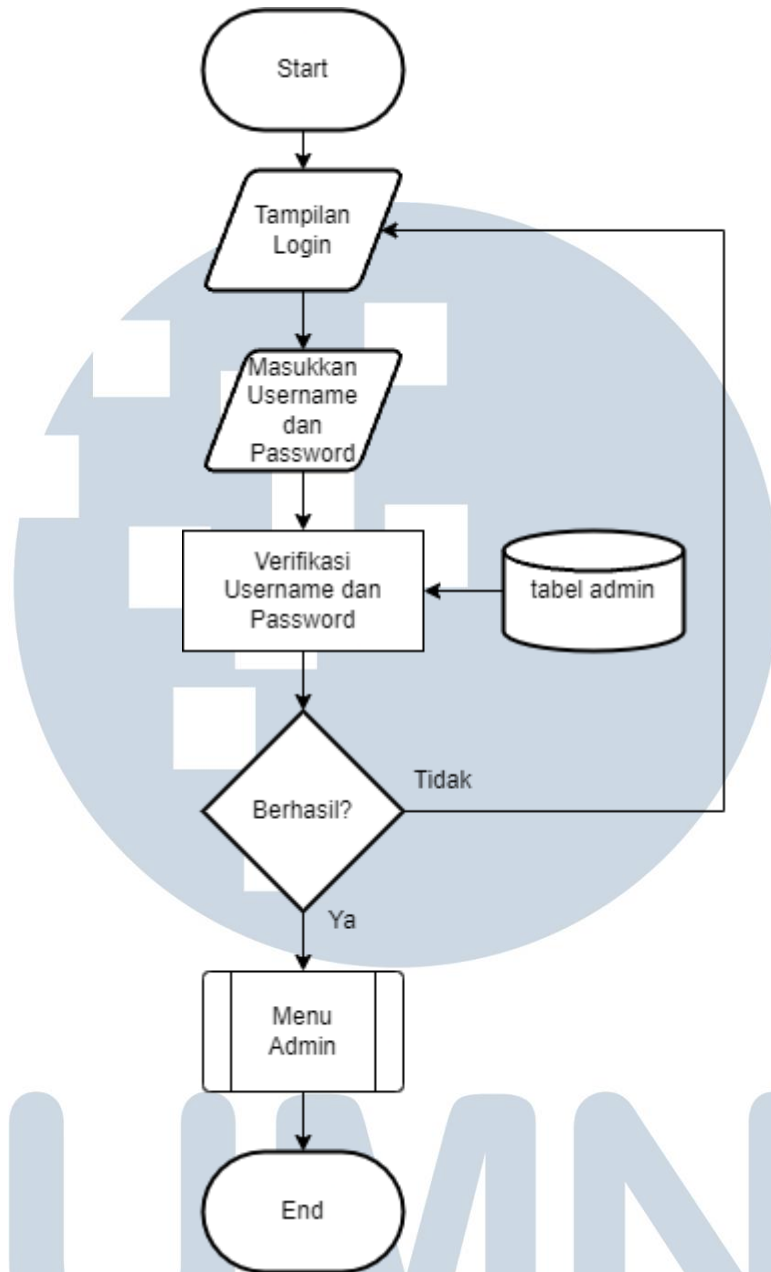 Start
Tampilan
Login
Masukkan
Username
dan
Password
Verifikasi
Username dan
Password
tabel admin
Berhasil?
Tidak
Ya
Menu
Admin
End
UMN